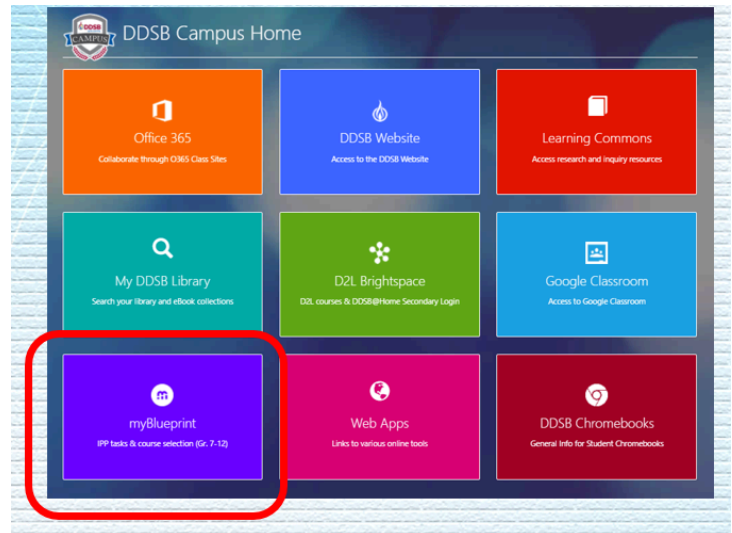 DDSB
CAMPUS
DDSB Campus Home
Office 365
Collaborate through O365 Class Sites
DDSB Website
Access to the DDSB Website
Learning Commons
Access research and inquiry resources
My DDSB Library
Search your library and eBook collections
D2L Brightspace
D2L courses & DDSB@Home Secondary Login
Google Classroom
Access to Google Classroom
m
myBlueprint
IPP tasks & course selection (Gr. 7-12)
Web Apps
Links to various online tools
DDSB Chromebooks
General Info for Student Chromebooks